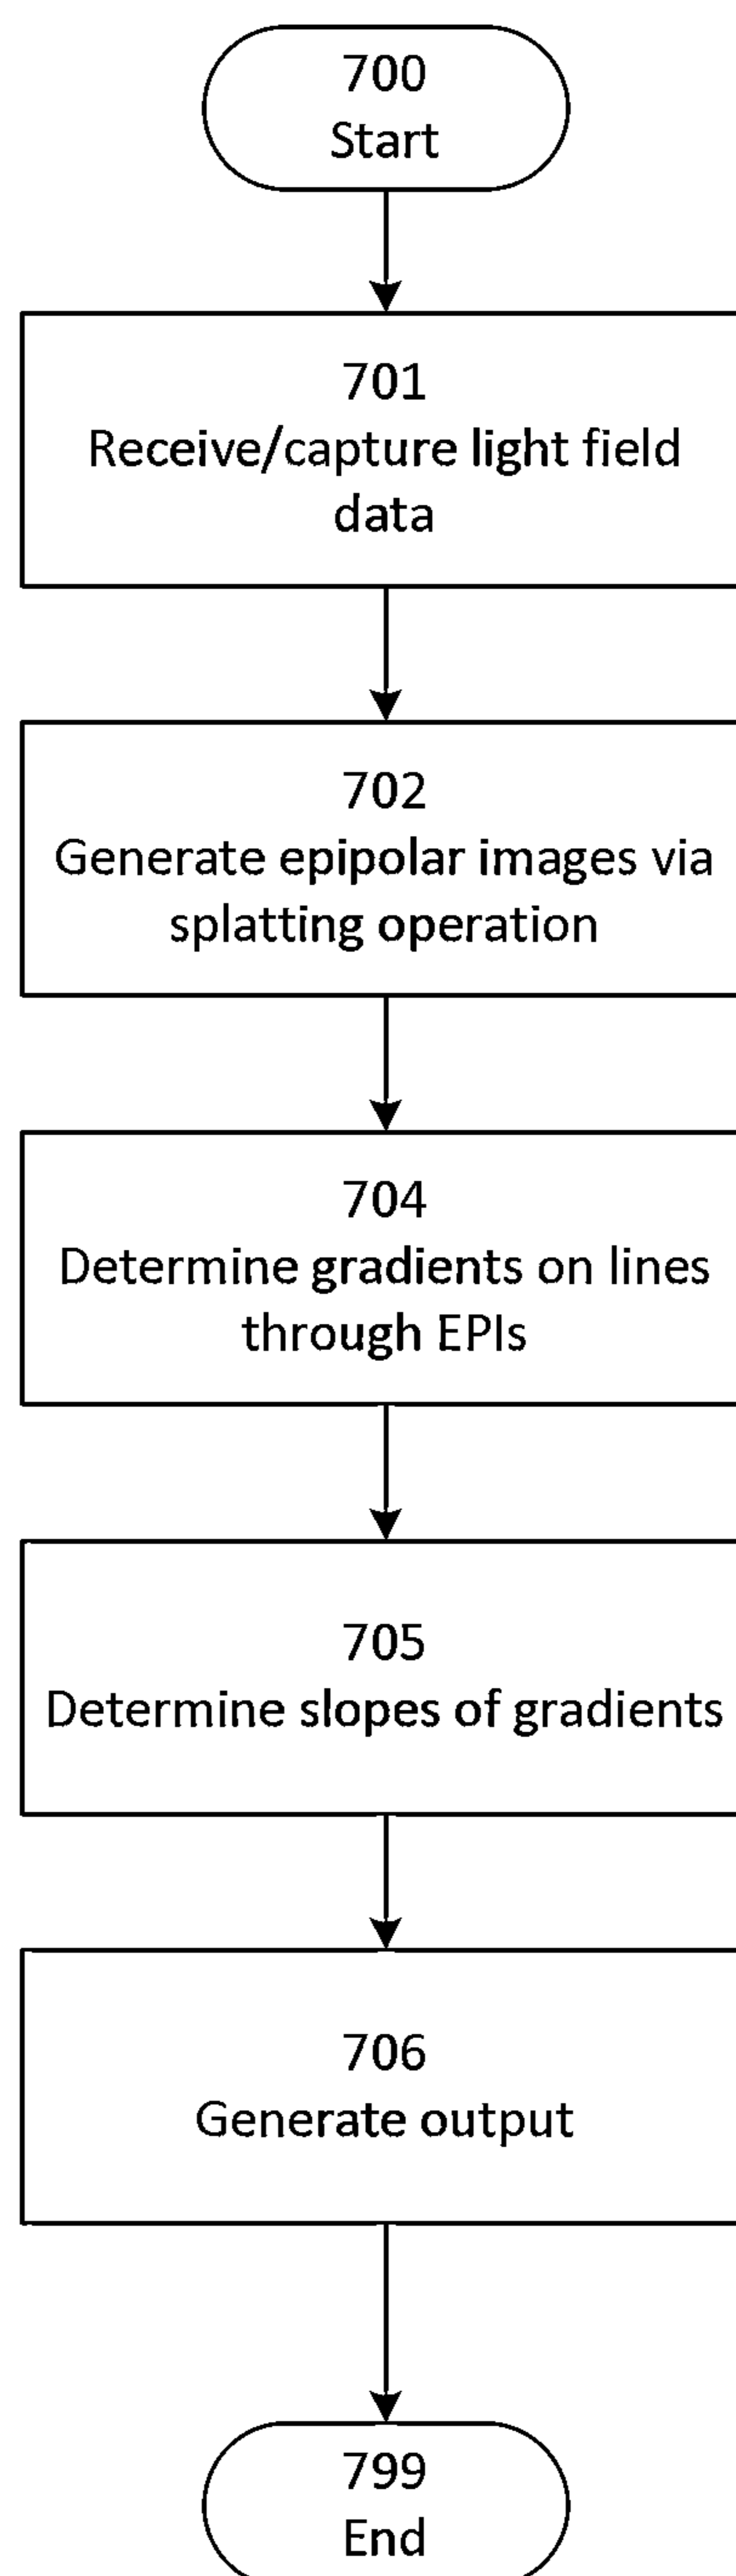 700
Start
701
Receive/capture light field
data
702
Generate epipolar images via
splatting operation
704
Determine gradients on lines
through EPIs
705
Determine slopes of gradients
706
Generate output
799
End